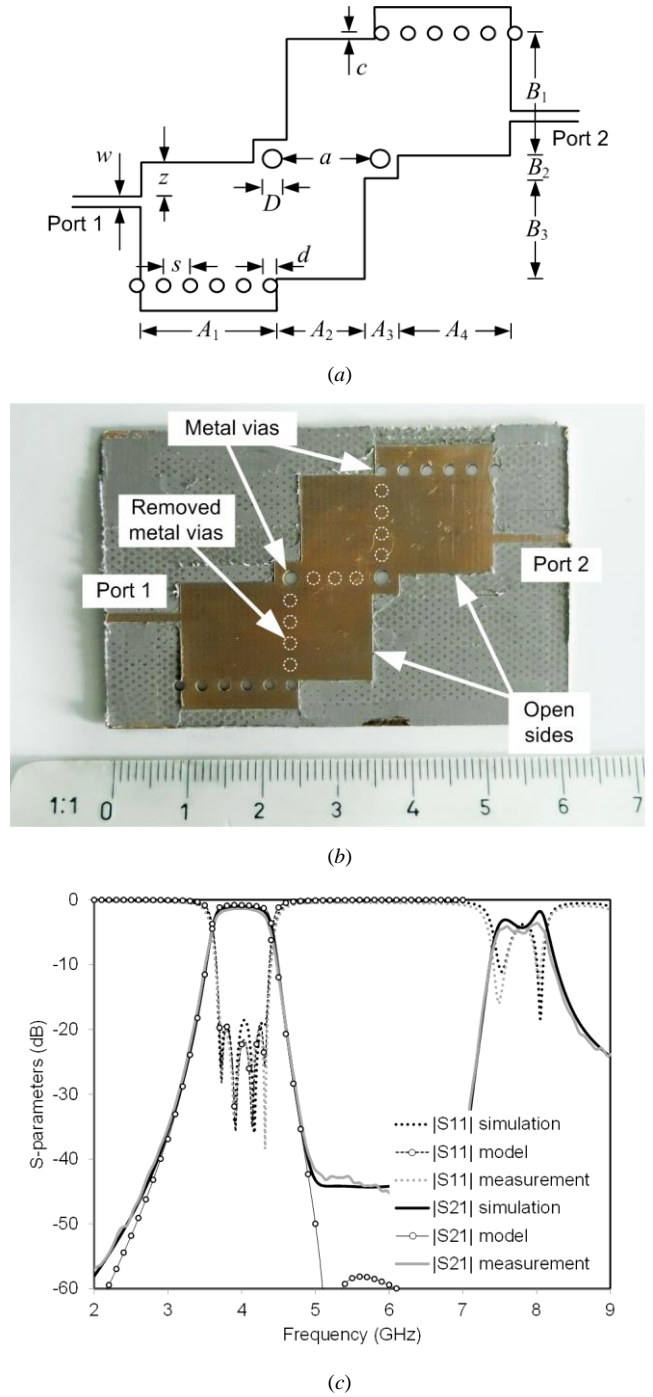 c
B1
Port 2
w
z
a
D
B2
Port 1
B3
s
d
A1 A2 A3 A4
(a)
Metal vias
Removed
metal vias
Port 1
Port 2
Open
sides
1:1 0 1 2 3 4 5 6 7
(b)
0
-10
-20
-30
-40
-50
-60
S-parameters (dB)
|S11| simulation
|S11| model
|S11| measurement
|S21| simulation
|S21| model
|S21| measurement
2 3 4 5 6 7 8 9
Frequency (GHz)
(c)